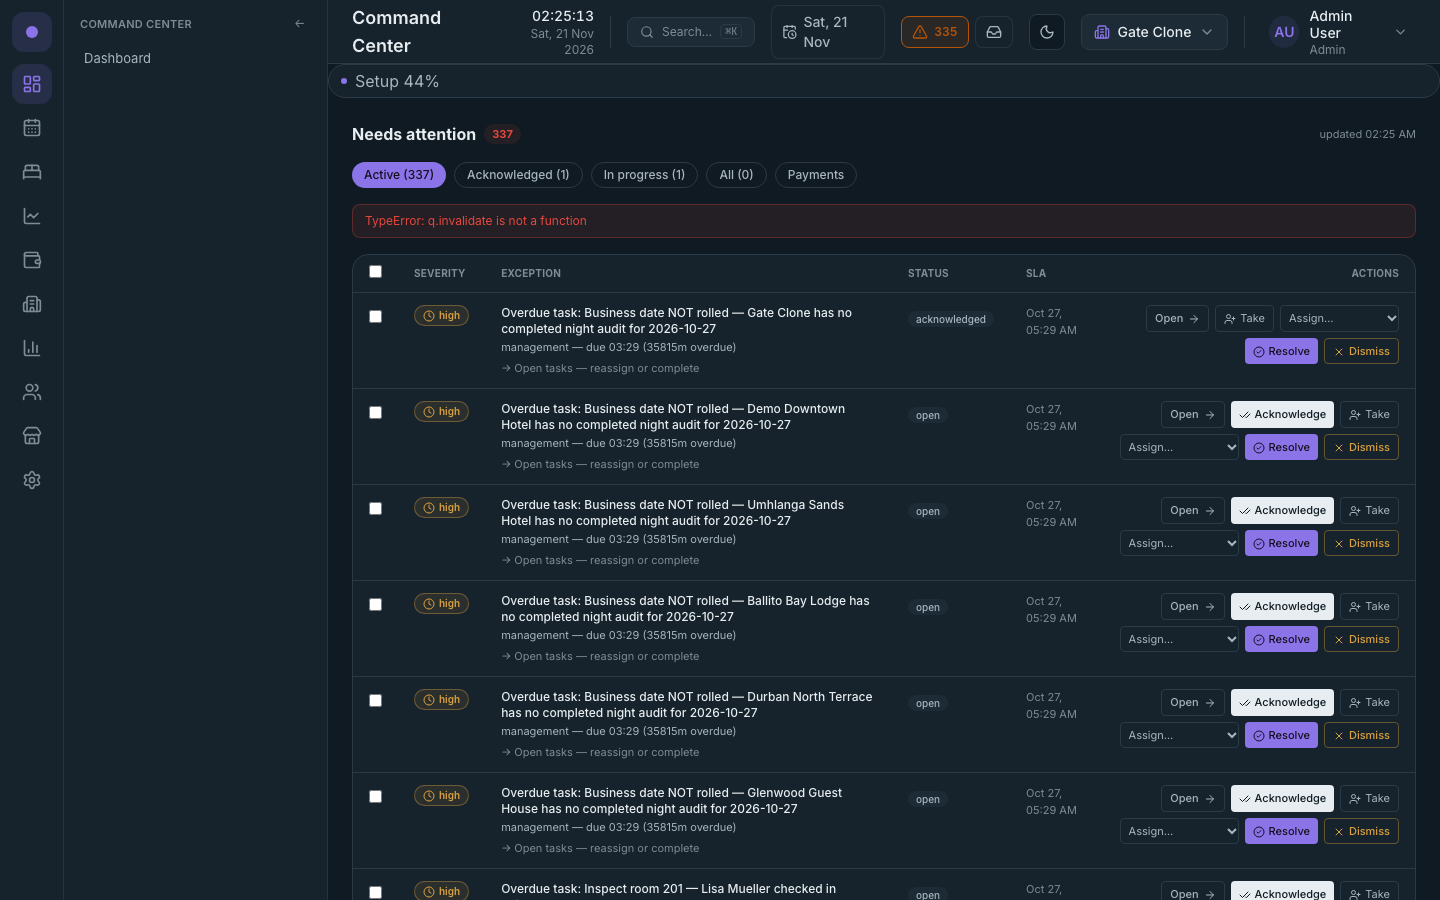 COMMAND CENTER ←
Dashboard
Command
Center
02:25:13
Sat, 21 Nov
2026
Search... ⌘K
Sat, 21
Nov
335
Gate Clone
AU
Admin
User
Admin
Setup 44%
Needs attention 337
updated 02:25 AM
Active (337) Acknowledged (1) In progress (1) All (0) Payments
TypeError: q.invalidate is not a function
SEVERITY EXCEPTION STATUS SLA ACTIONS
high
Overdue task: Business date NOT rolled — Gate Clone has no
completed night audit for 2026-10-27
management — due 03:29 (35815m overdue)
→ Open tasks — reassign or complete
acknowledged
Oct 27,
05:29 AM
Open → Take Assign...
Resolve Dismiss
high
Overdue task: Business date NOT rolled — Demo Downtown
Hotel has no completed night audit for 2026-10-27
management — due 03:29 (35815m overdue)
→ Open tasks — reassign or complete
open
Oct 27,
05:29 AM
Open → Acknowledge Take
Assign... Resolve Dismiss
high
Overdue task: Business date NOT rolled — Umhlanga Sands
Hotel has no completed night audit for 2026-10-27
management — due 03:29 (35815m overdue)
→ Open tasks — reassign or complete
open
Oct 27,
05:29 AM
Open → Acknowledge Take
Assign... Resolve Dismiss
high
Overdue task: Business date NOT rolled — Ballito Bay Lodge has
no completed night audit for 2026-10-27
management — due 03:29 (35815m overdue)
→ Open tasks — reassign or complete
open
Oct 27,
05:29 AM
Open → Acknowledge Take
Assign... Resolve Dismiss
high
Overdue task: Business date NOT rolled — Durban North Terrace
has no completed night audit for 2026-10-27
management — due 03:29 (35815m overdue)
→ Open tasks — reassign or complete
open
Oct 27,
05:29 AM
Open → Acknowledge Take
Assign... Resolve Dismiss
high
Overdue task: Business date NOT rolled — Glenwood Guest
House has no completed night audit for 2026-10-27
management — due 03:29 (35815m overdue)
→ Open tasks — reassign or complete
open
Oct 27,
05:29 AM
Open → Acknowledge Take
Assign... Resolve Dismiss
high
Overdue task: Inspect room 201 — Lisa Mueller checked in
open
Oct 27,
Open → Acknowledge Take